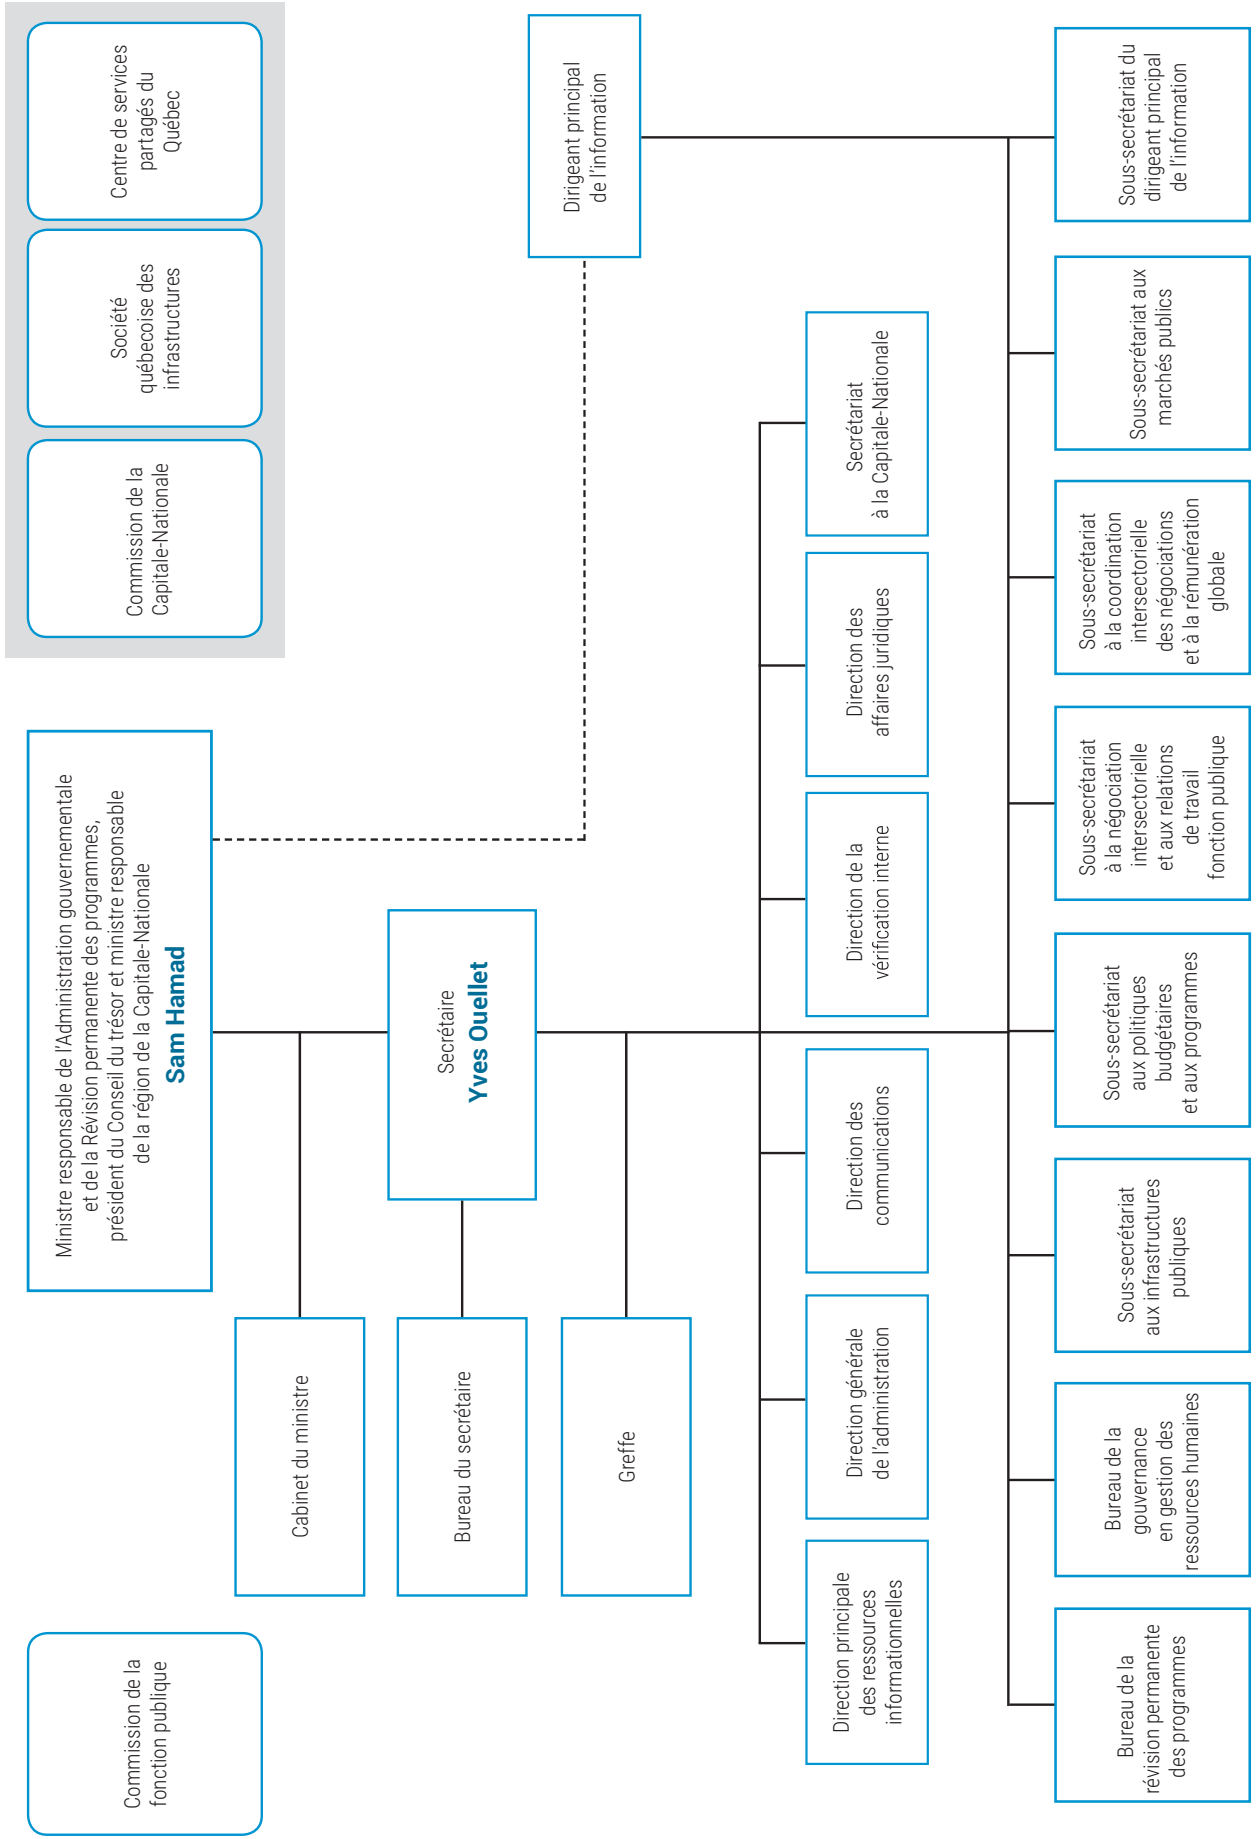 Commission de la
fonction publique
Ministre responsable de l'Administration gouvernementale
et de la Révision permanente des programmes,
président du Conseil du trésor et ministre responsable
de la région de la Capitale-Nationale
Sam Hamad
Commission de la
Capitale-Nationale
Société
québecoise des
infrastructures
Centre de services
partagés du
Québec
Cabinet du ministre
Secrétaire
Yves Ouellet
Bureau du secrétaire
Greffe
Dirigeant principal
de l'information
Direction principale
des ressources
informationnelles
Direction générale
de l'administration
Direction des
communications
Direction de la
vérification interne
Direction des
affaires juridiques
Secrétariat
à la Capitale-Nationale
Bureau de la
révision permanente
des programmes
Bureau de la
gouvernance
en gestion des
ressources humaines
Sous-secrétariat
aux infrastructures
publiques
Sous-secrétariat
aux politiques
budgétaires
et aux programmes
Sous-secrétariat
à la négociation
intersectorielle
et aux relations
de travail
fonction publique
Sous-secrétariat
à la coordination
intersectorielle
des négociations
et à la rémunération
globale
Sous-secrétariat aux
marchés publics
Sous-secrétariat du
dirigeant principal
de l'information